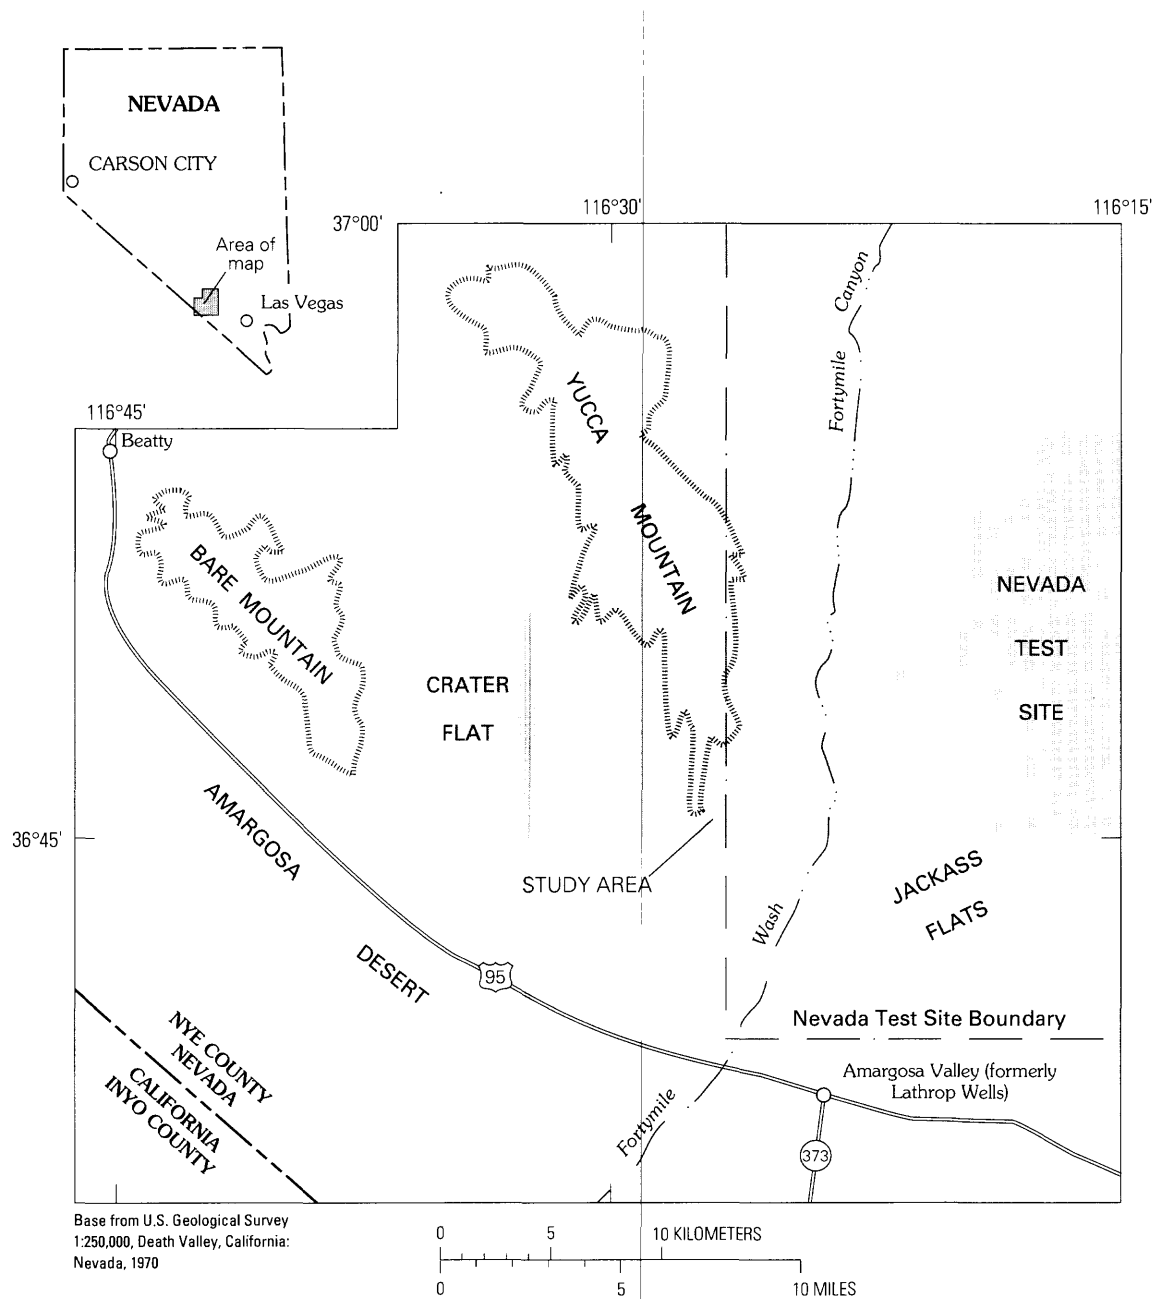 NEVADA
CARSON CITY
Area of
map
Las Vegas
116°30'
116°15'
37°00'
Canyon
Fortymile
YUCCA
MOUNTAIN
116°45'
Beatty
BARE MOUNTAIN
NEVADA
TEST
SITE
CRATER
FLAT
AMARGOSA
DESERT
36°45'
STUDY AREA
JACKASS
FLATS
Wash
95
Nevada Test Site Boundary
NYE COUNTY
NEVADA
CALIFORNIA
INYO COUNTY
Amargosa Valley (formerly
Lathrop Wells)
Fortymile
373
Base from U.S. Geological Survey
1:250,000, Death Valley, California:
Nevada, 1970
0 5 10 KILOMETERS
0 5 10 MILES